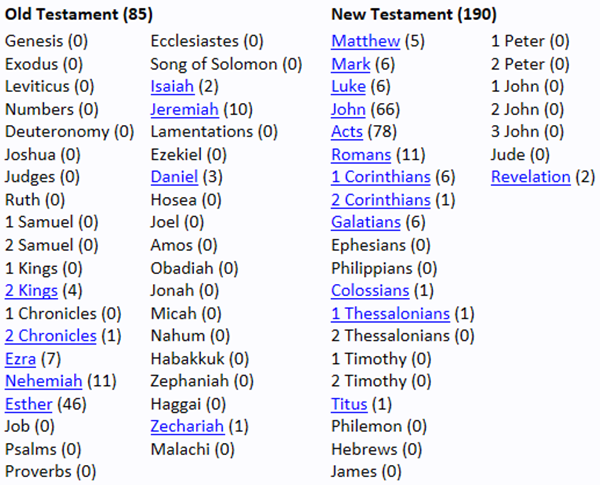 Old Testament (85)
Genesis (0)
Exodus (0)
Leviticus (0)
Numbers (0)
Deuteronomy (0)
Joshua (0)
Judges (0)
Ruth (0)
1 Samuel (0)
2 Samuel (0)
1 Kings (0)
2 Kings (4)
1 Chronicles (0)
2 Chronicles (1)
Ezra (7)
Nehemiah (11)
Esther (46)
Job (0)
Psalms (0)
Proverbs (0)
Ecclesiastes (0)
Song of Solomon (0)
Isaiah (2)
Jeremiah (10)
Lamentations (0)
Ezekiel (0)
Daniel (3)
Hosea (0)
Joel (0)
Amos (0)
Obadiah (0)
Jonah (0)
Micah (0)
Nahum (0)
Habakkuk (0)
Zephaniah (0)
Haggai (0)
Zechariah (1)
Malachi (0)
New Testament (190)
Matthew (5)
Mark (6)
Luke (6)
John (66)
Acts (78)
Romans (11)
1 Corinthians (6)
2 Corinthians (1)
Galatians (6)
Ephesians (0)
Philippians (0)
Colossians (1)
1 Thessalonians (1)
2 Thessalonians (0)
1 Timothy (0)
2 Timothy (0)
Titus (1)
Philemon (0)
Hebrews (0)
James (0)
1 Peter (0)
2 Peter (0)
1 John (0)
2 John (0)
3 John (0)
Jude (0)
Revelation (2)